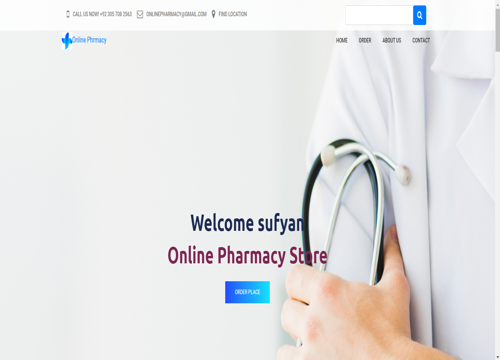 CALL US NOW! +92 305 708 2563 ONLINEPHARMACY@GMAIL.COM FIND LOCATION
Online Phrmacy
HOME ORDER ABOUT US CONTACT
Welcome sufyan
Online Pharmacy Store
ORDER PLACE